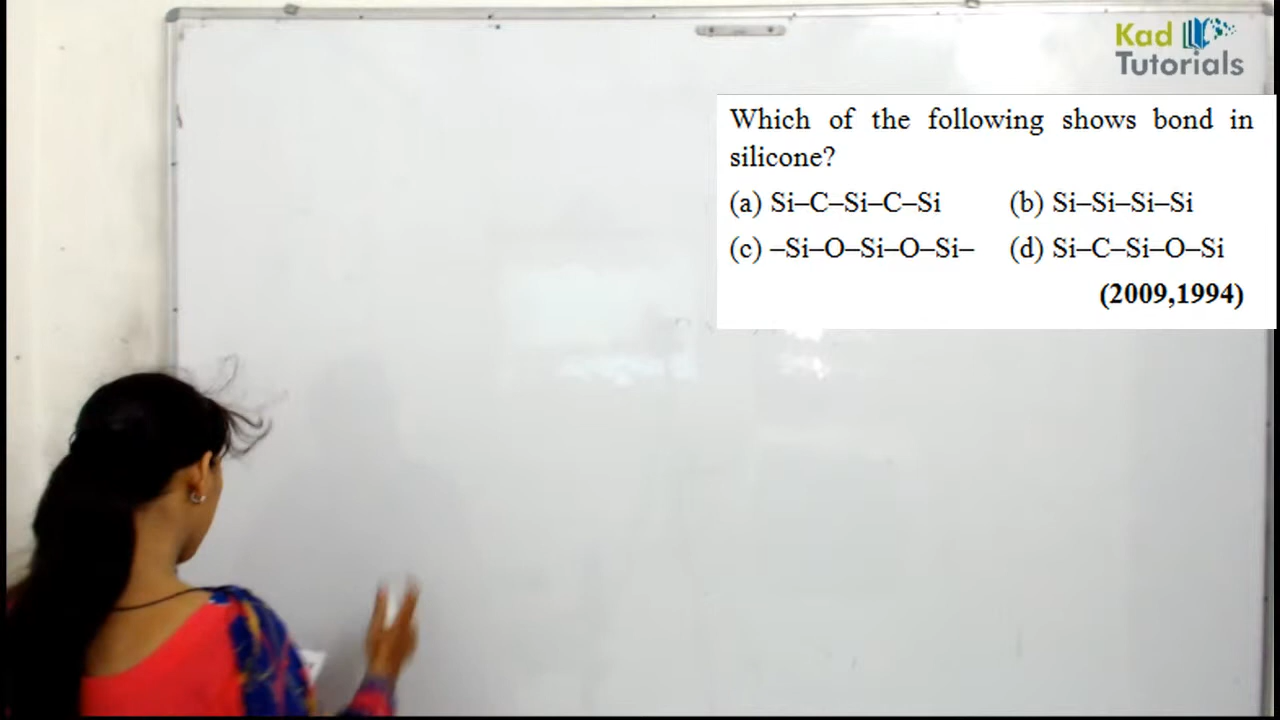 Kad
Tutorials
Which of the following shows bond in
silicone?
(a) Si–C–Si–C–Si (b) Si–Si–Si–Si
(c) –Si–O–Si–O–Si– (d) Si–C–Si–O–Si
(2009,1994)